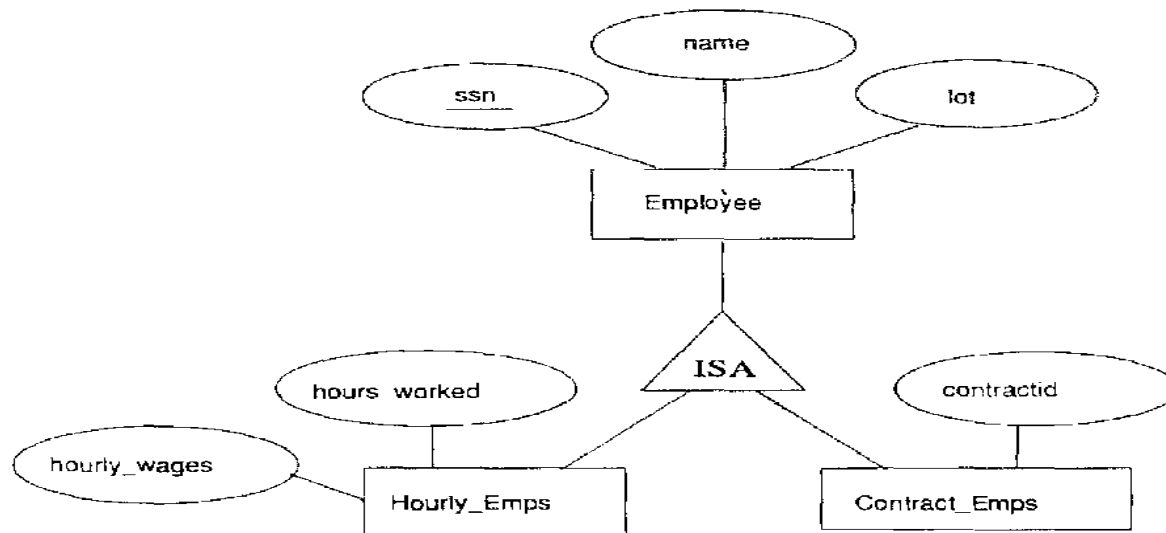 name
ssn
lot
Employee
ISA
hours worked
contractid
hourly_wages
Hourly_Emps
Contract_Emps